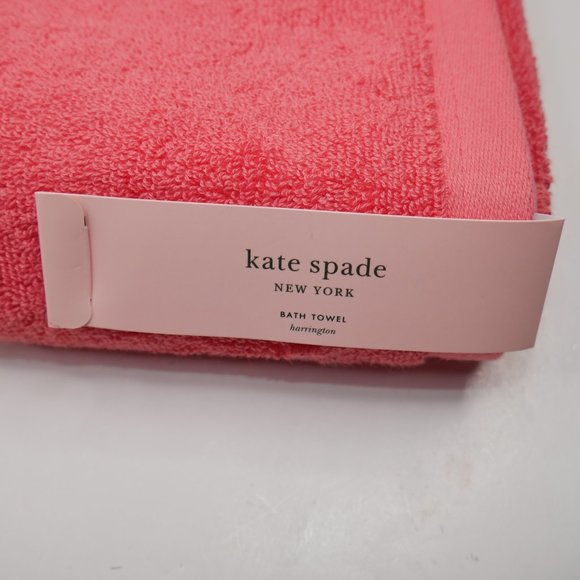 kate spade
NEW YORK
BATH TOWEL
harrington